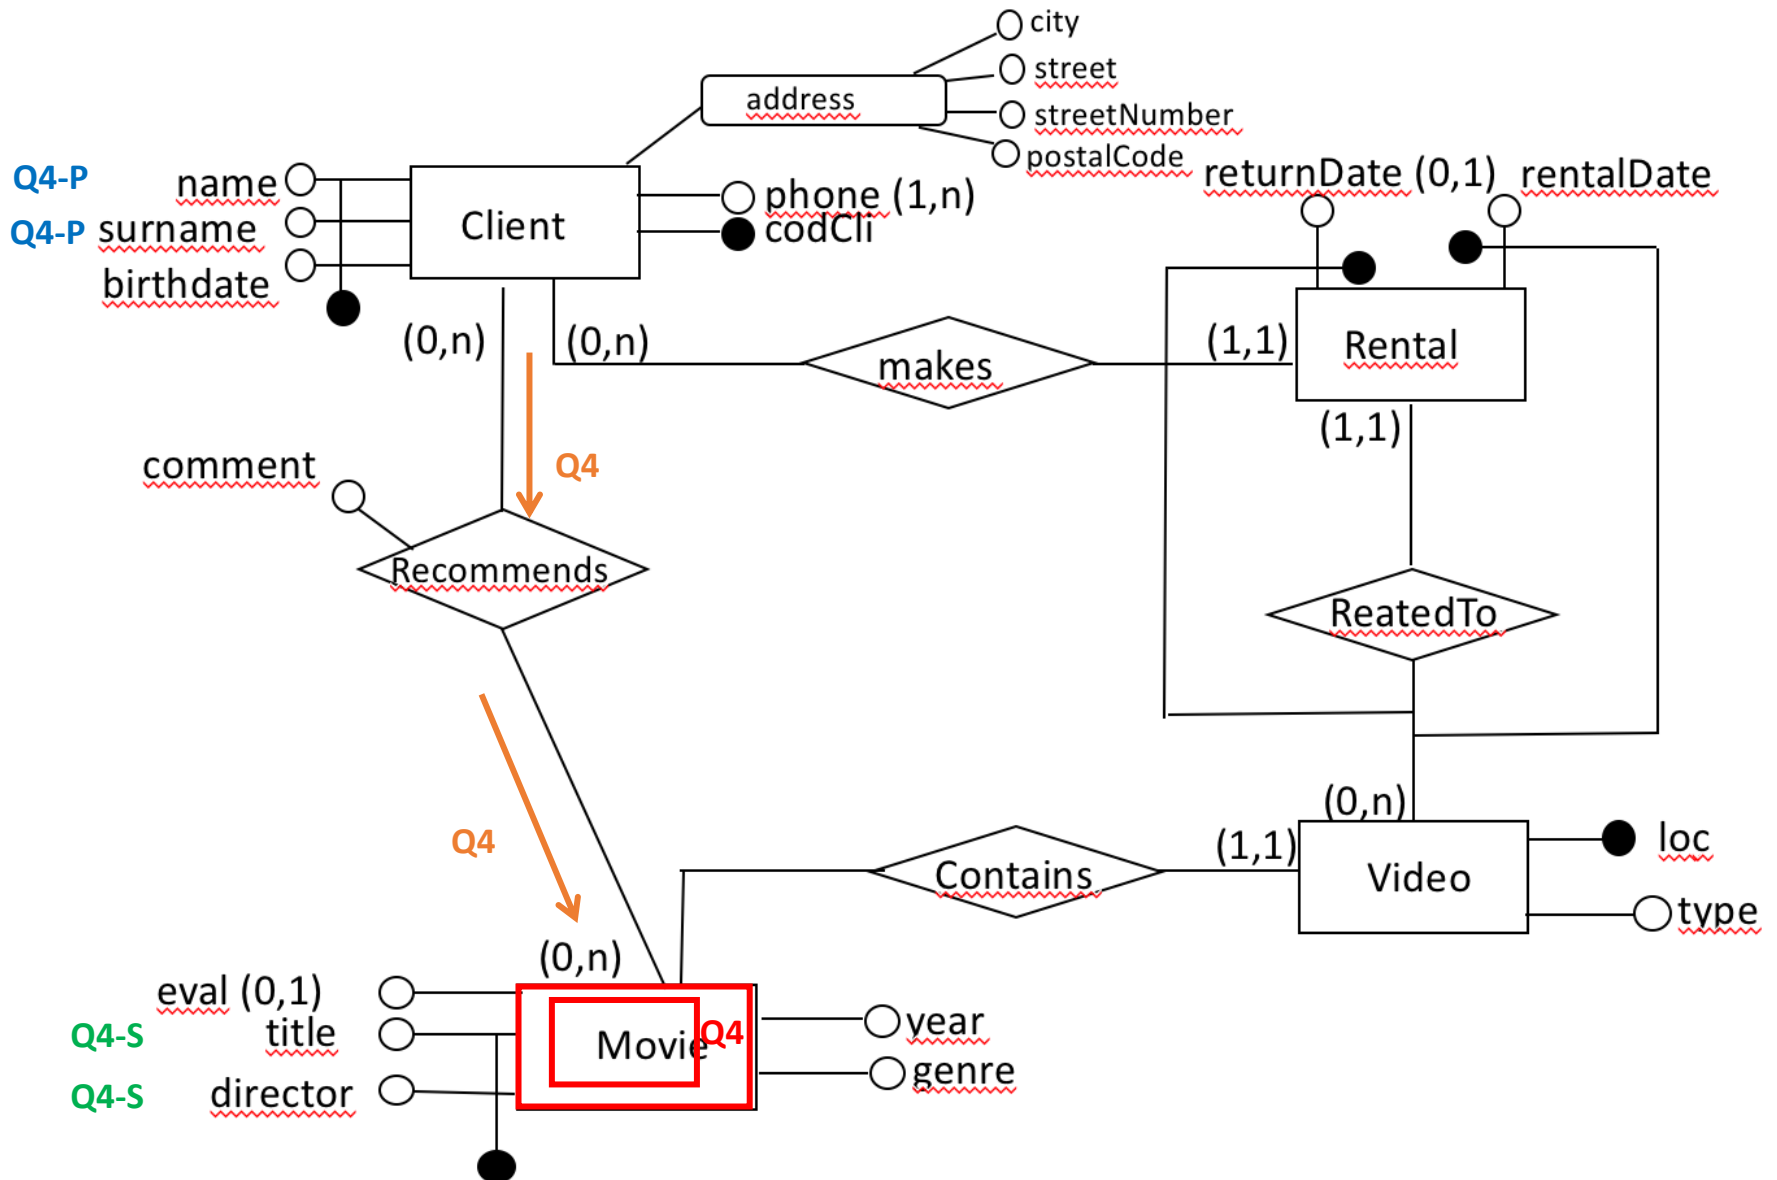 city
street
address
streetNumber
postalCode
returnDate (0,1)
rentalDate
Q4-P
name
phone (1,n)
Q4-P
surname
Client
codCli
birthdate
(0,n)
(0,n)
makes
(1,1)
Rental
(1,1)
comment
Q4
Recommends
ReatedTo
Q4
(0,n)
(1,1)
loc
Contains
Video
type
(0,n)
eval (0,1)
Q4-S
title
Movie
Q4
year
genre
Q4-S
director